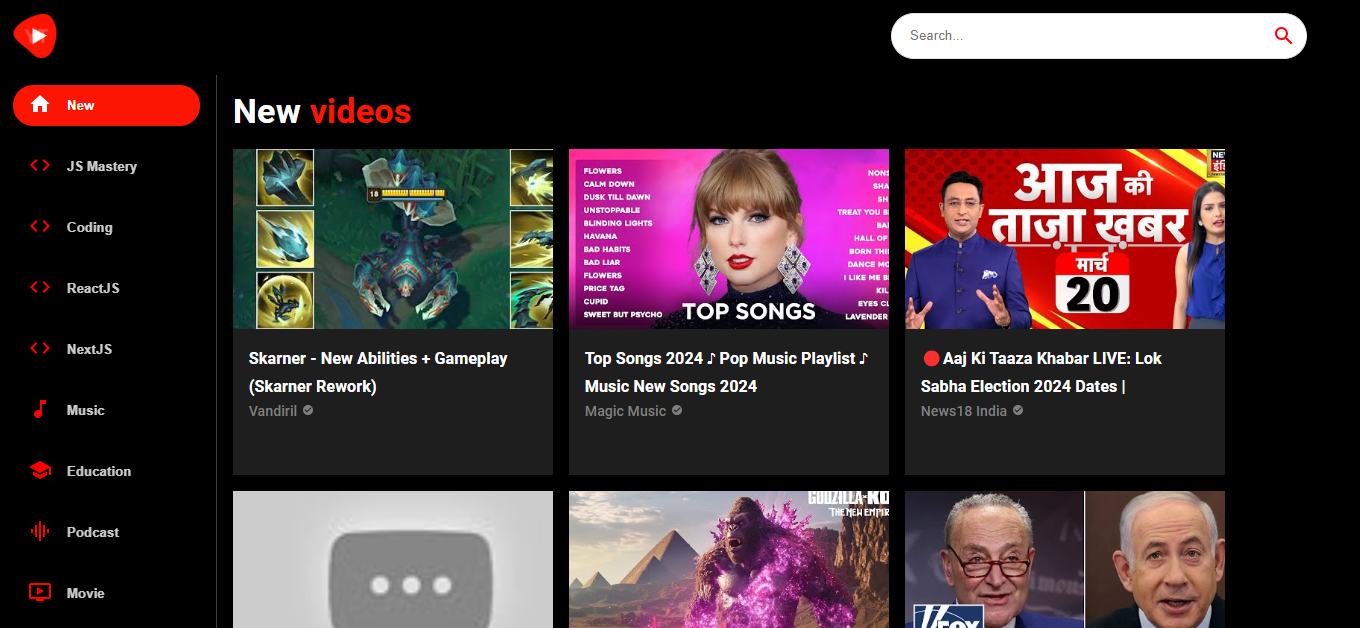 Search...
New
JS Mastery
Coding
ReactJS
NextJS
Music
Education
Podcast
Movie
New videos
18
Skarner - New Abilities + Gameplay
(Skarner Rework)
Vandiril
FLOWERS
CALM DOWN
DUSK TILL DAWN
UNSTOPPABLE
BLINDING LIGHTS
HAVANA
BAD HABITS
BAD LIAR
FLOWERS
PRICE TAG
CUPID
SWEET BUT PSYCHO
NONS
SHA
SH
TREAT YOU B
BA
HALL OF
BORN THI
DANCE MO
I LIKE ME B
KIL
EYES CL
LAVENDER
TOP SONGS
Top Songs 2024 ♪ Pop Music Playlist ♪
Music New Songs 2024
Magic Music
आज की
ताजा खबर
मार्च
20
NE
🔴Aaj Ki Taaza Khabar LIVE: Lok
Sabha Election 2024 Dates |
News18 India
GODZILLA x KO
THE NEW EMPIR
FOX